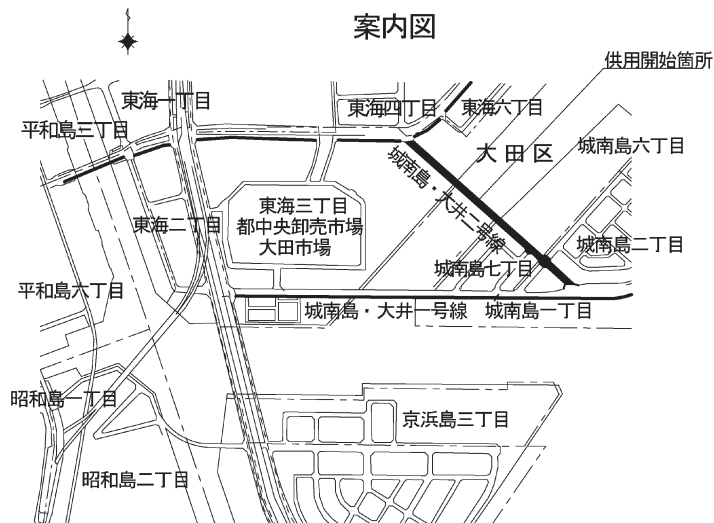 案内図
供用開始箇所
東海一丁目
東海四丁目
東海六丁目
平和島三丁目
大田区
城南島六丁目
城南島・大井二号線
東海三丁目
都中央卸売市場
大田市場
東海二丁目
城南島二丁目
城南島七丁目
平和島六丁目
城南島・大井一号線
城南島一丁目
昭和島一丁目
京浜島三丁目
昭和島二丁目